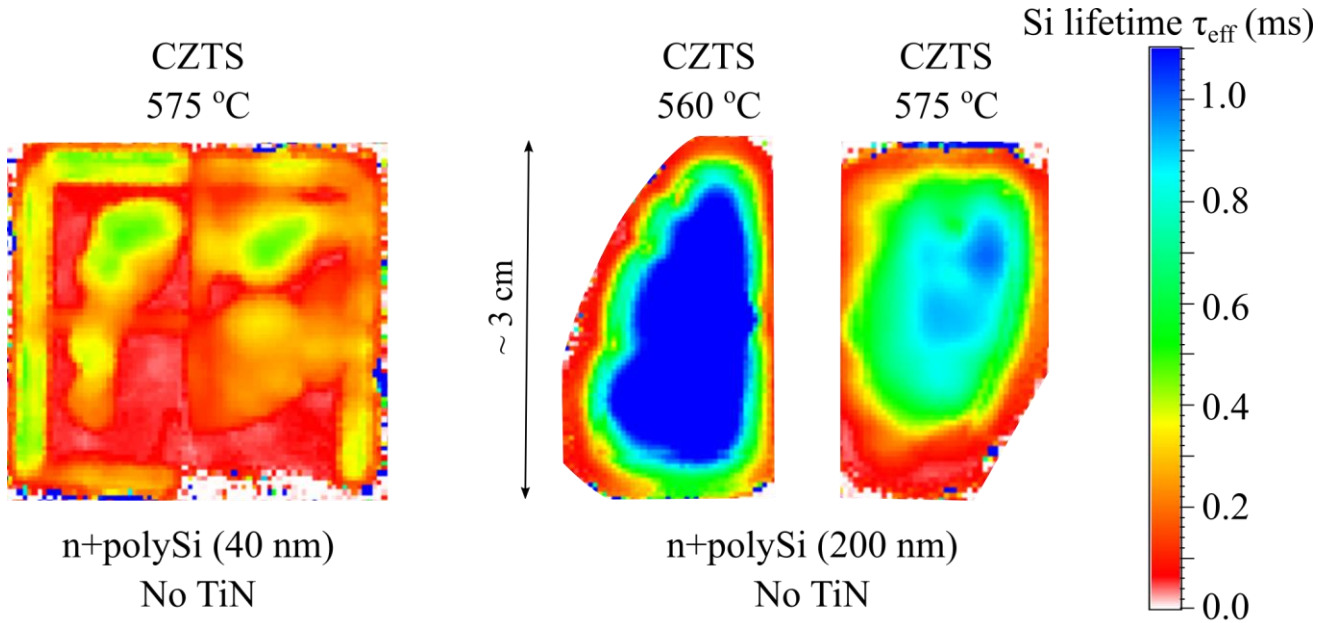 Si lifetime τeff (ms)
CZTS
575 ºC
CZTS
560 ºC
CZTS
575 ºC
~ 3 cm
1.0
0.8
0.6
0.4
0.2
0.0
n+polySi (40 nm)
No TiN
n+polySi (200 nm)
No TiN